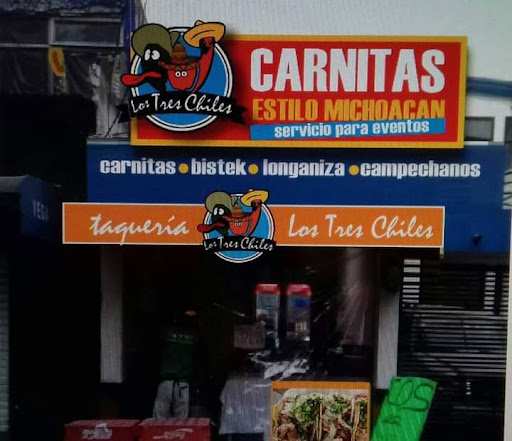 Los Tres Chiles
CARNITAS
ESTILO MICHOACAN
servicio para eventos
carnitas • bistek • longaniza • campechanos
taquería
Los Tres Chiles
Los Tres Chiles